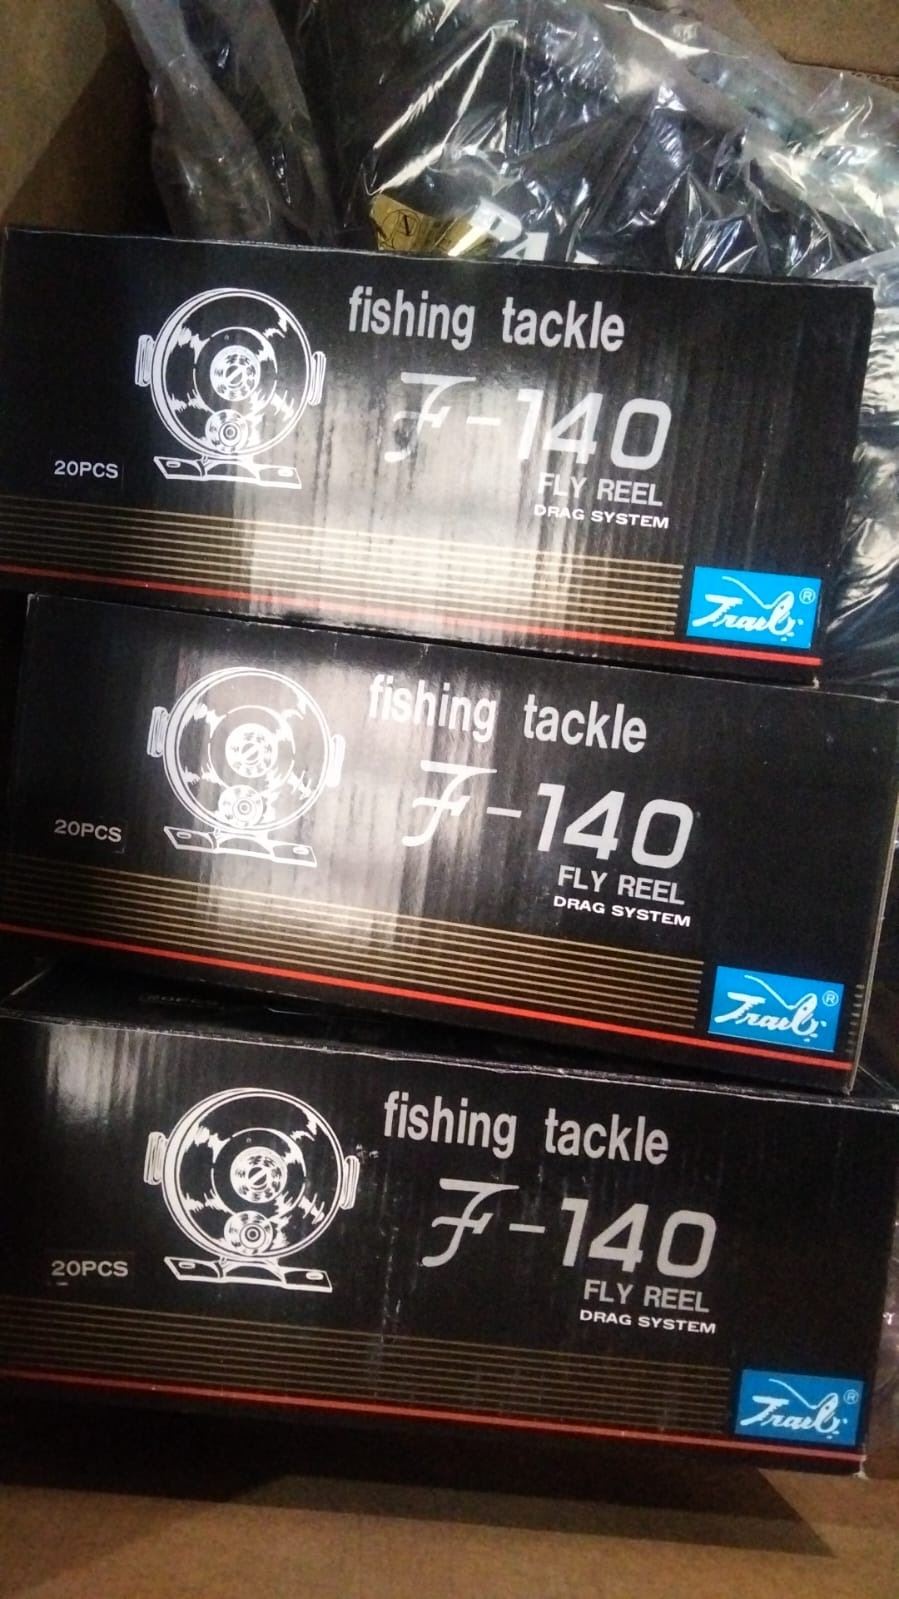 fishing tackle
F-140
20PCS
FLY REEL
DRAG SYSTEM
Trail®
fishing tackle
F-140
20PCS
FLY REEL
DRAG SYSTEM
Trail®
fishing tackle
F-140
20PCS
FLY REEL
DRAG SYSTEM
Trail®